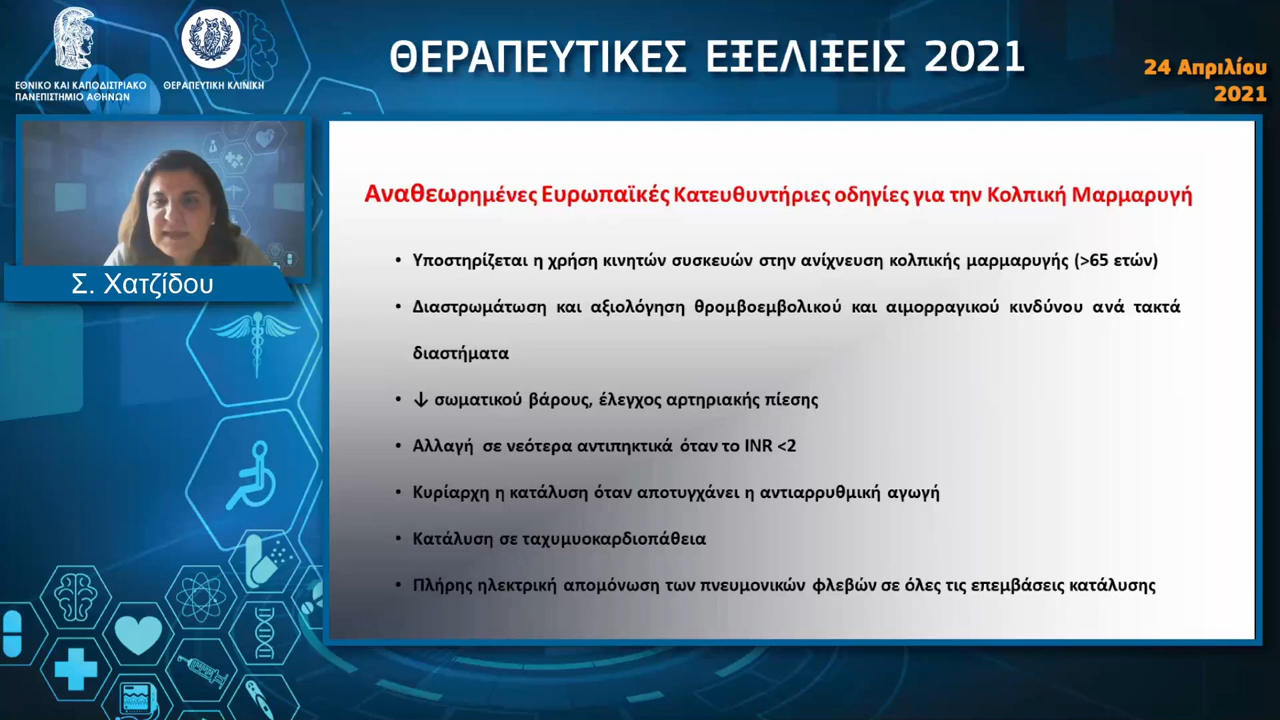 ΕΘΝΙΚΟ ΚΑΙ ΚΑΠΟΔΙΣΤΡΙΑΚΟ
ΠΑΝΕΠΙΣΤΗΜΙΟ ΑΘΗΝΩΝ
ΘΕΡΑΠΕΥΤΙΚΗ ΚΛΙΝΙΚΗ
ΘΕΡΑΠΕΥΤΙΚΕΣ ΕΞΕΛΙΞΕΙΣ 2021
24 Απριλίου
2021
Σ. Χατζίδου
Αναθεωρημένες Ευρωπαϊκές Κατευθυντήριες οδηγίες για την Κολπική Μαρμαρυγή
• Υποστηρίζεται η χρήση κινητών συσκευών στην ανίχνευση κολπικής μαρμαρυγής (>65 ετών)
• Διαστρωμάτωση και αξιολόγηση θρομβοεμβολικού και αιμορραγικού κινδύνου ανά τακτά
διαστήματα
• ↓ σωματικού βάρους, έλεγχος αρτηριακής πίεσης
• Αλλαγή σε νεότερα αντιπηκτικά όταν το INR <2
• Κυρίαρχη η κατάλυση όταν αποτυγχάνει η αντιαρρυθμική αγωγή
• Κατάλυση σε ταχυμυοκαρδιοπάθεια
• Πλήρης ηλεκτρική απομόνωση των πνευμονικών φλεβών σε όλες τις επεμβάσεις κατάλυσης